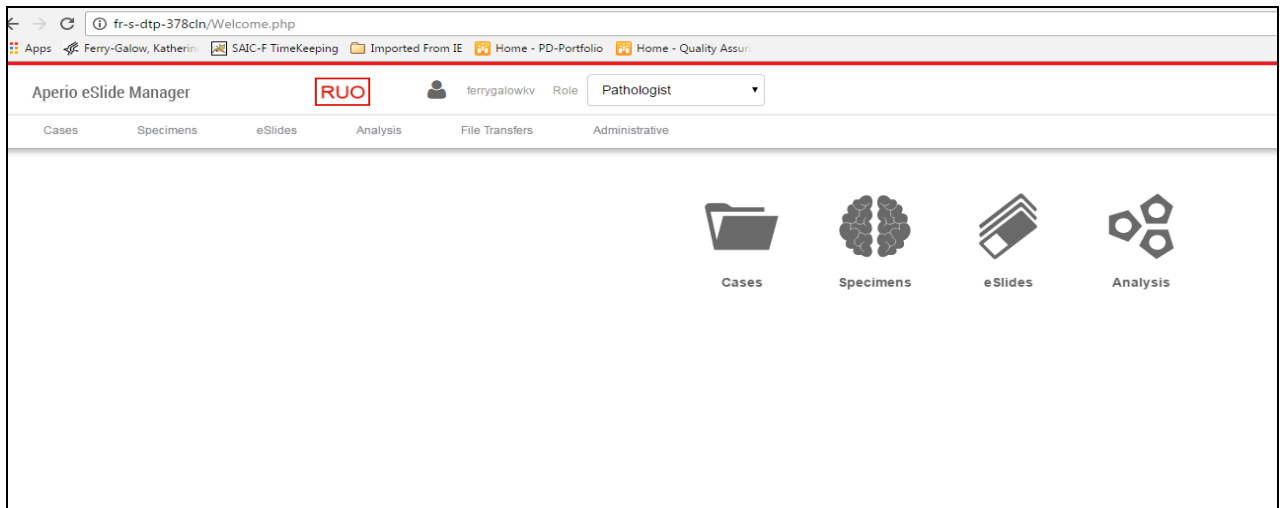 fr-s-dtp-378cln/Welcome.php
Apps Ferry-Galow, Katherin SAIC-F TimeKeeping Imported From IE Home - PD-Portfolio Home - Quality Assur
Aperio eSlide Manager RUO ferrygalowkv Role Pathologist
Cases Specimens eSlides Analysis File Transfers Administrative
Cases Specimens eSlides Analysis